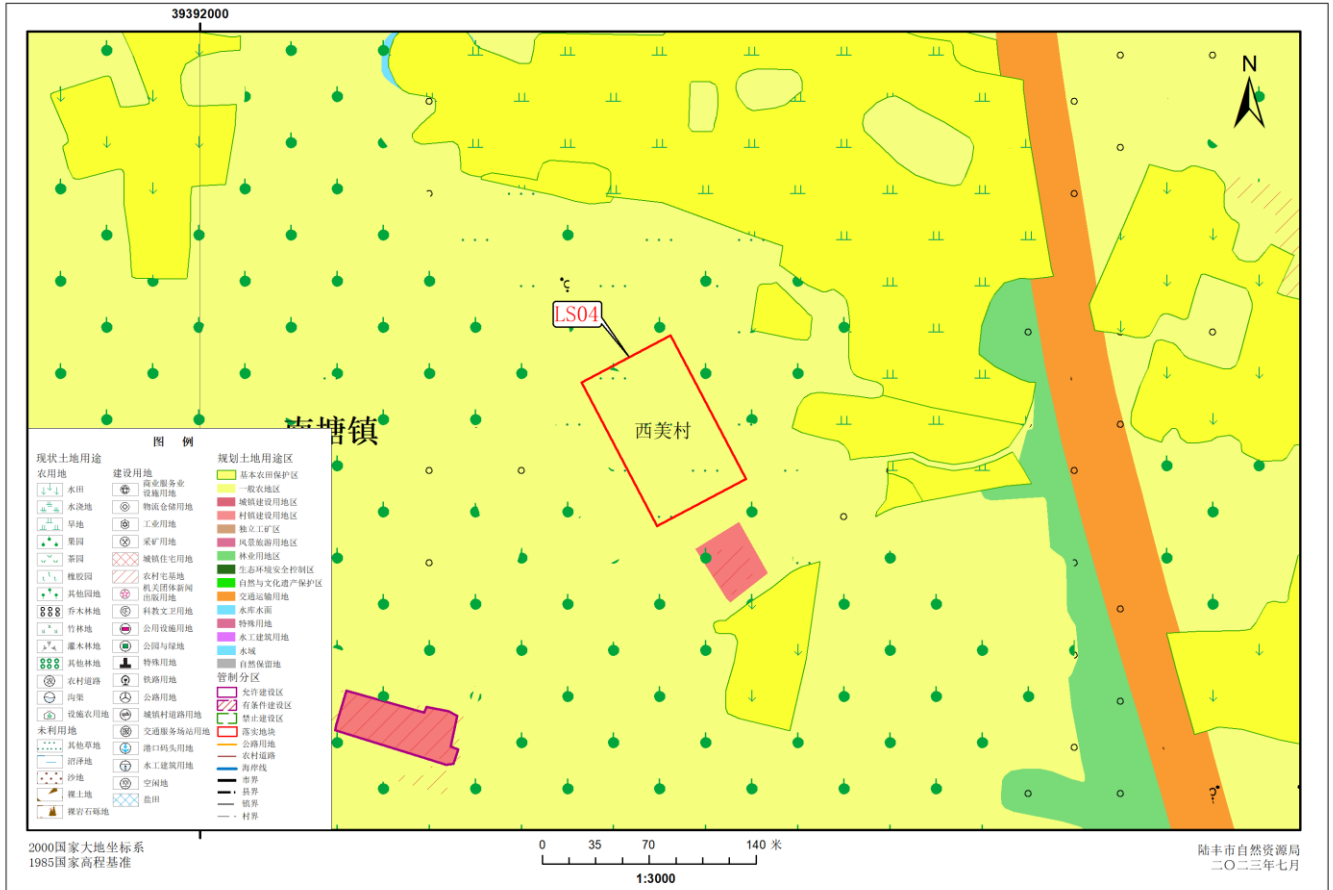 39392000
N
LS04
西美村
南塘镇
图 例
现状土地用途
农用地
水田
水浇地
旱地
果园
茶园
橡胶园
其他园地
乔木林地
竹林地
灌木林地
其他林地
农村道路
沟渠
设施农用地
未利用地
其他草地
沼泽地
沙地
裸土地
裸岩石砾地
建设用地
商业服务业
设施用地
物流仓储用地
工业用地
采矿用地
城镇住宅用地
农村宅基地
机关团体新闻
出版用地
科教文卫用地
公用设施用地
公园与绿地
特殊用地
铁路用地
公路用地
城镇村道路用地
交通服务场站用地
港口码头用地
水工建筑用地
空闲地
盐田
规划土地用途区
基本农田保护区
一般农地区
城镇建设用地区
村镇建设用地区
独立工矿区
风景旅游用地区
林业用地区
生态环境安全控制区
自然与文化遗产保护区
交通运输用地
水库水面
特殊用地
水工建筑用地
水域
自然保留地
管制分区
允许建设区
有条件建设区
禁止建设区
落实地块
公路用地
农村道路
海岸线
市界
县界
镇界
村界
2000国家大地坐标系
1985国家高程基准
0 35 70 140 米
1:3000
陆丰市自然资源局
二〇二三年七月